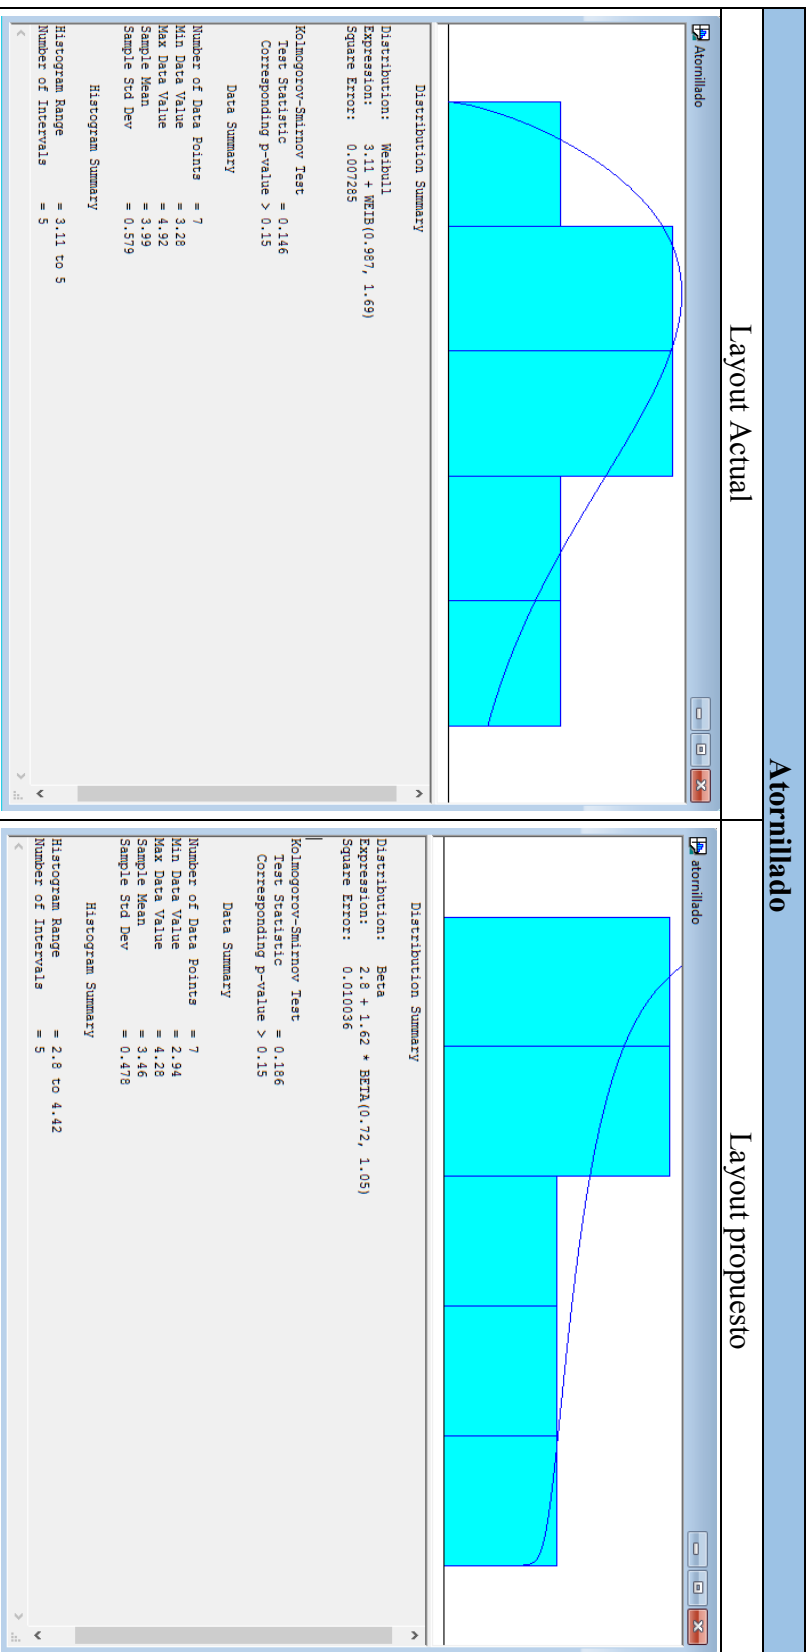 Atornillado
Layout Actual
Layout propuesto
Atornillado
Distribution Summary
Distribution: Weibull
Expression: 3.11 + WEIB(0.987, 1.69)
Square Error: 0.007285
Kolmogorov-Smirnov Test
Test Statistic = 0.146
Corresponding p-value > 0.15
Data Summary
Number of Data Points = 7
Min Data Value = 3.28
Max Data Value = 4.92
Sample Mean = 3.99
Sample Std Dev = 0.579
Histogram Summary
Histogram Range = 3.11 to 5
Number of Intervals = 5
atornillado
Distribution Summary
Distribution: Beta
Expression: 2.8 + 1.62 * BETA(0.72, 1.05)
Square Error: 0.010036
Kolmogorov-Smirnov Test
Test Statistic = 0.186
Corresponding p-value > 0.15
Data Summary
Number of Data Points = 7
Min Data Value = 2.94
Max Data Value = 4.28
Sample Mean = 3.46
Sample Std Dev = 0.478
Histogram Summary
Histogram Range = 2.8 to 4.42
Number of Intervals = 5